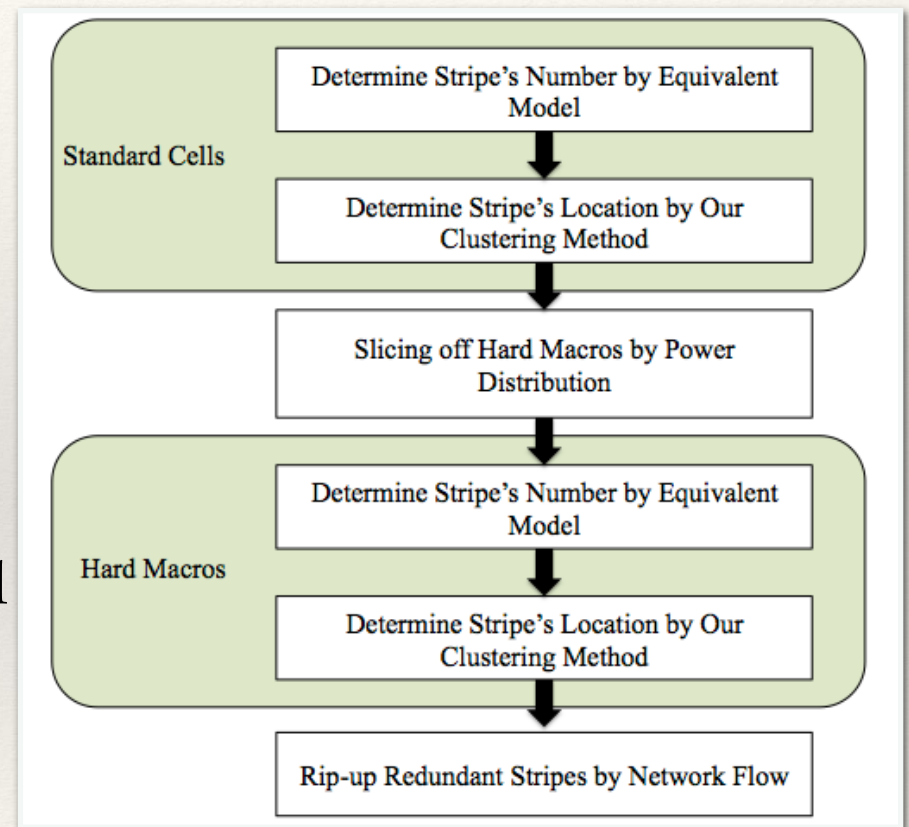 Determine Stripe's Number by Equivalent
Model
Standard Cells
Determine Stripe's Location by Our
Clustering Method
Slicing off Hard Macros by Power
Distribution
Determine Stripe's Number by Equivalent
Model
Hard Macros
Determine Stripe's Location by Our
Clustering Method
Rip-up Redundant Stripes by Network Flow